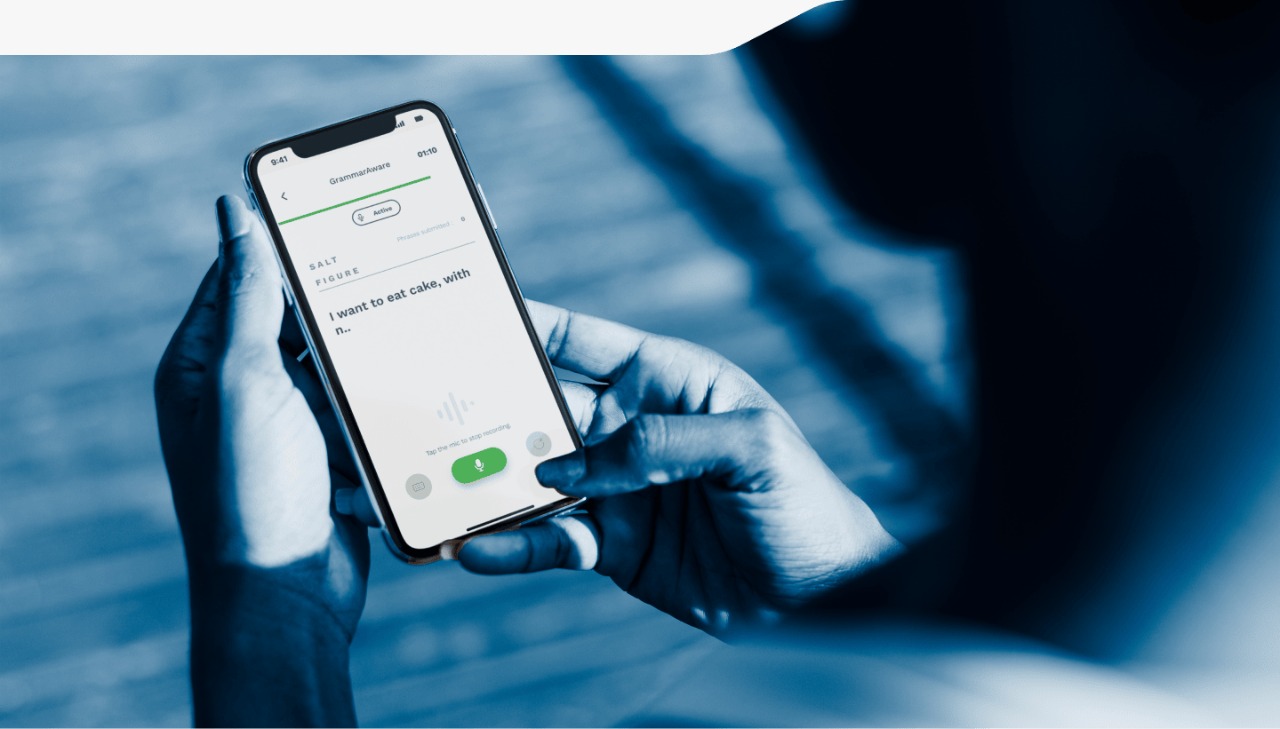 9:41
GrammarAware
01:10
Active
Phrases submitted : 0
SALT
FIGURE
I want to eat cake, with
n..
Tap the mic to stop recording